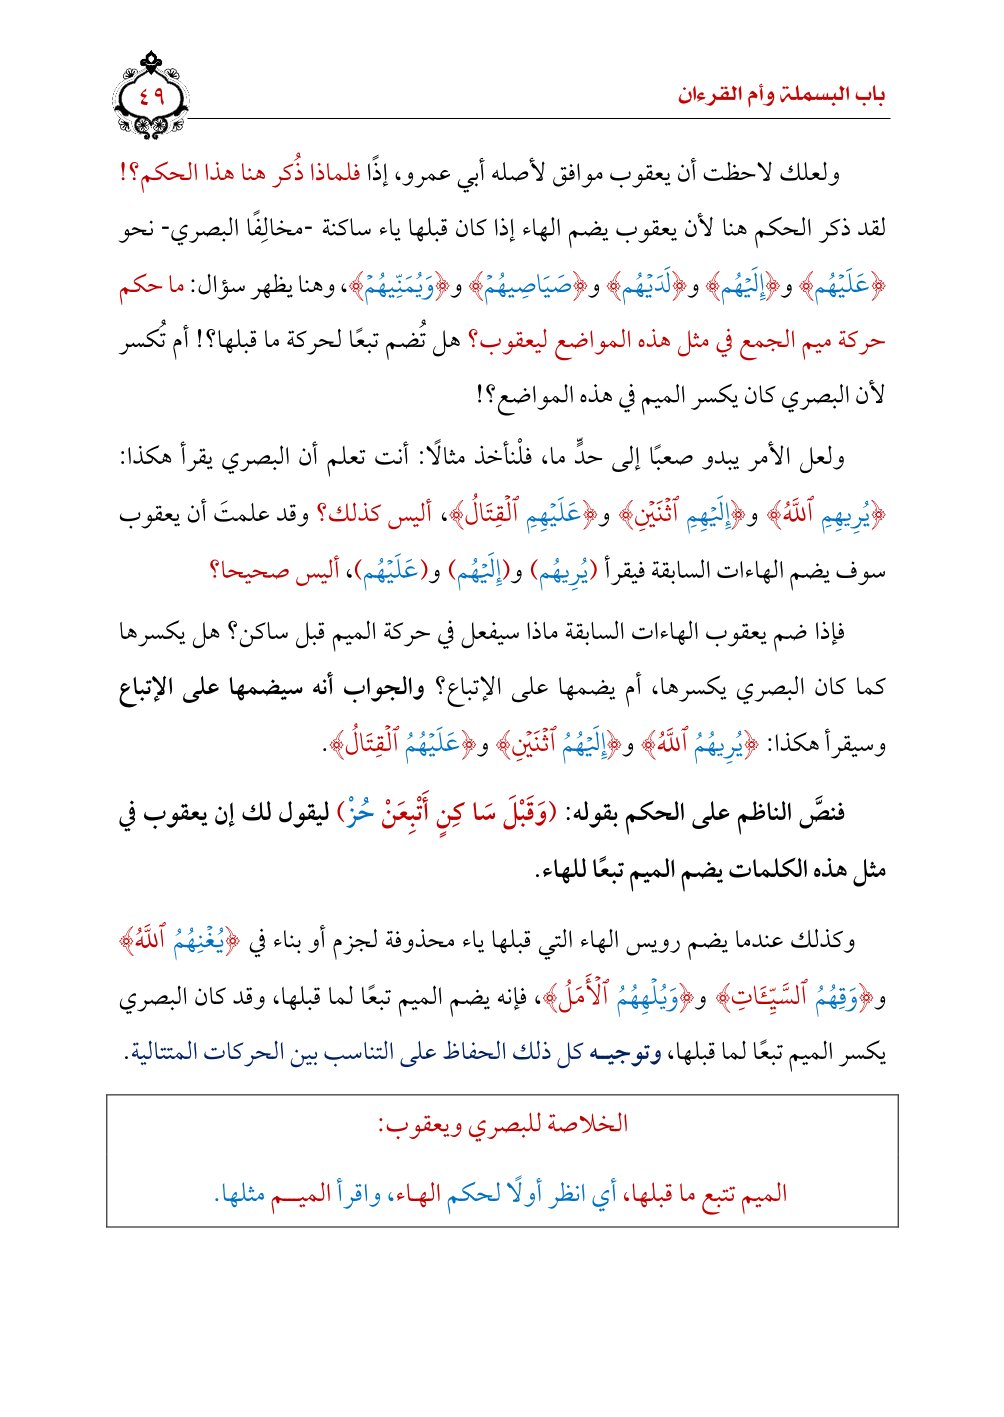 باب البسملة وأم القرءان
٤٩
ولعلك لاحظت أن يعقوب موافق لأصله أبي عمرو، إذًا فلماذا ذُكر هنا هذا الحكم؟!
لقد ذكر الحكم هنا لأن يعقوب يضم الهاء إذا كان قبلها ياء ساكنة -مخالِفًا البصري- نحو
﴿عَلَيْهُم﴾ و﴿إِلَيْهُم﴾ و﴿لَدَيْهُم﴾ و﴿صَيَاصِيهُمْ﴾ و﴿وَيُمَنِّيهُمْ﴾، وهنا يظهر سؤال: ما حكم
حركة ميم الجمع في مثل هذه المواضع ليعقوب؟ هل تُضم تبعًا لحركة ما قبلها؟! أم تُكسر
لأن البصري كان يكسر الميم في هذه المواضع؟!
ولعل الأمر يبدو صعبًا إلى حدٍّ ما، فلْنأخذ مثالًا: أنت تعلم أن البصري يقرأ هكذا:
﴿يُرِيهِمِ ٱللَّهُ﴾ و﴿إِلَيْهِمِ ٱثْنَيْنِ﴾ و﴿عَلَيْهِمِ ٱلْقِتَالُ﴾، أليس كذلك؟ وقد علمتَ أن يعقوب
سوف يضم الهاءات السابقة فيقرأ (يُرِيهُم) و(إِلَيْهُم) و(عَلَيْهُم)، أليس صحيحا؟
فإذا ضم يعقوب الهاءات السابقة ماذا سيفعل في حركة الميم قبل ساكن؟ هل يكسرها
كما كان البصري يكسرها، أم يضمها على الإتباع؟ والجواب أنه سيضمها على الإتباع
وسيقرأ هكذا: ﴿يُرِيهُمُ ٱللَّهُ﴾ و﴿إِلَيْهُمُ ٱثْنَيْنِ﴾ و﴿عَلَيْهُمُ ٱلْقِتَالُ﴾.
فنصَّ الناظم على الحكم بقوله: (وَقَبْلَ سَا كِنٍ أَتْبِعَنْ حُزْ) ليقول لك إن يعقوب في
مثل هذه الكلمات يضم الميم تبعًا للهاء.
وكذلك عندما يضم رويس الهاء التي قبلها ياء محذوفة لجزم أو بناء في ﴿يُغْنِهُمُ ٱللَّهُ﴾
و﴿وَقِهُمُ ٱلسَّيِّـَٔاتِ﴾ و﴿وَيُلْهِهُمُ ٱلْأَمَلُ﴾، فإنه يضم الميم تبعًا لما قبلها، وقد كان البصري
يكسر الميم تبعًا لما قبلها، وتوجيـه كل ذلك الحفاظ على التناسب بين الحركات المتتالية.
الخلاصة للبصري ويعقوب:
الميم تتبع ما قبلها، أي انظر أولًا لحكم الهـاء، واقرأ الميـــم مثلها.